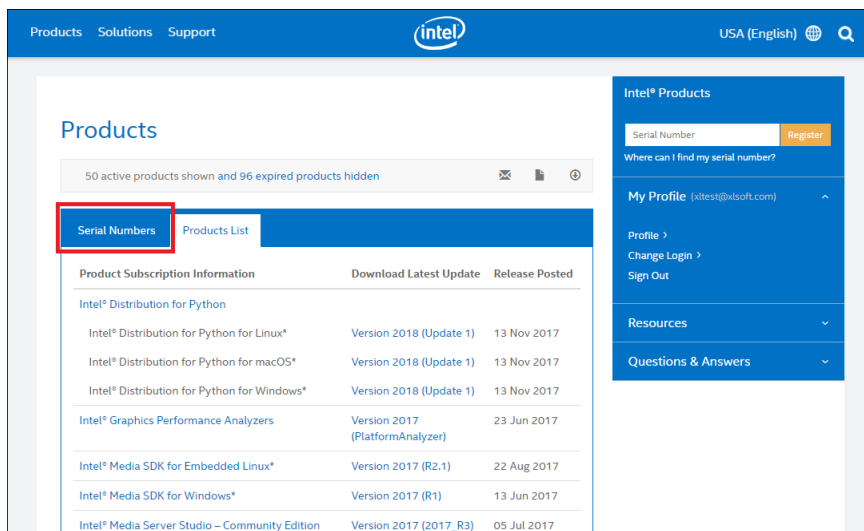 Products Solutions Support
intel
USA (English)
Products
50 active products shown and 96 expired products hidden
Serial Numbers
Products List
Product Subscription Information Download Latest Update Release Posted
Intel® Distribution for Python
Intel® Distribution for Python for Linux* Version 2018 (Update 1) 13 Nov 2017
Intel® Distribution for Python for macOS* Version 2018 (Update 1) 13 Nov 2017
Intel® Distribution for Python for Windows* Version 2018 (Update 1) 13 Nov 2017
Intel® Graphics Performance Analyzers Version 2017 23 Jun 2017
(PlatformAnalyzer)
Intel® Media SDK for Embedded Linux* Version 2017 (R2.1) 22 Aug 2017
Intel® Media SDK for Windows* Version 2017 (R1) 13 Jun 2017
Intel® Media Server Studio – Community Edition Version 2017 (2017_R3) 05 Jul 2017
Intel® Products
Serial Number Register
Where can I find my serial number?
My Profile (xltest@xlsoft.com)
Profile >
Change Login >
Sign Out
Resources
Questions & Answers